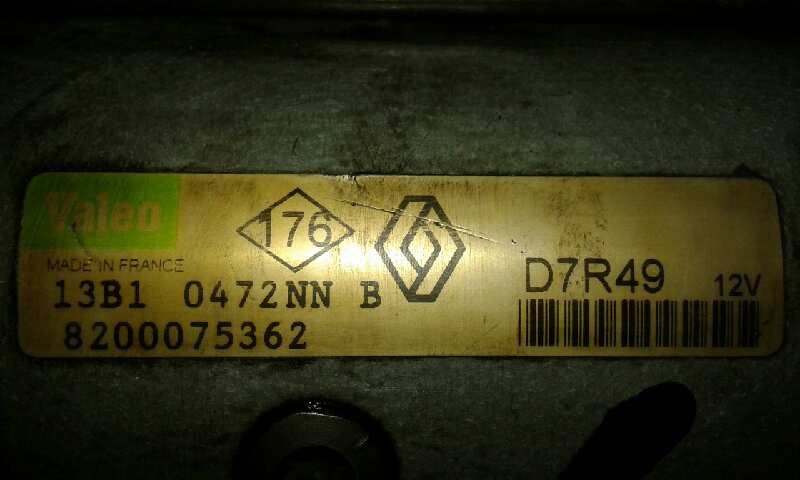 Valeo
176
MADE IN FRANCE
D7R49
12V
13B1 0472NN B
8200075362